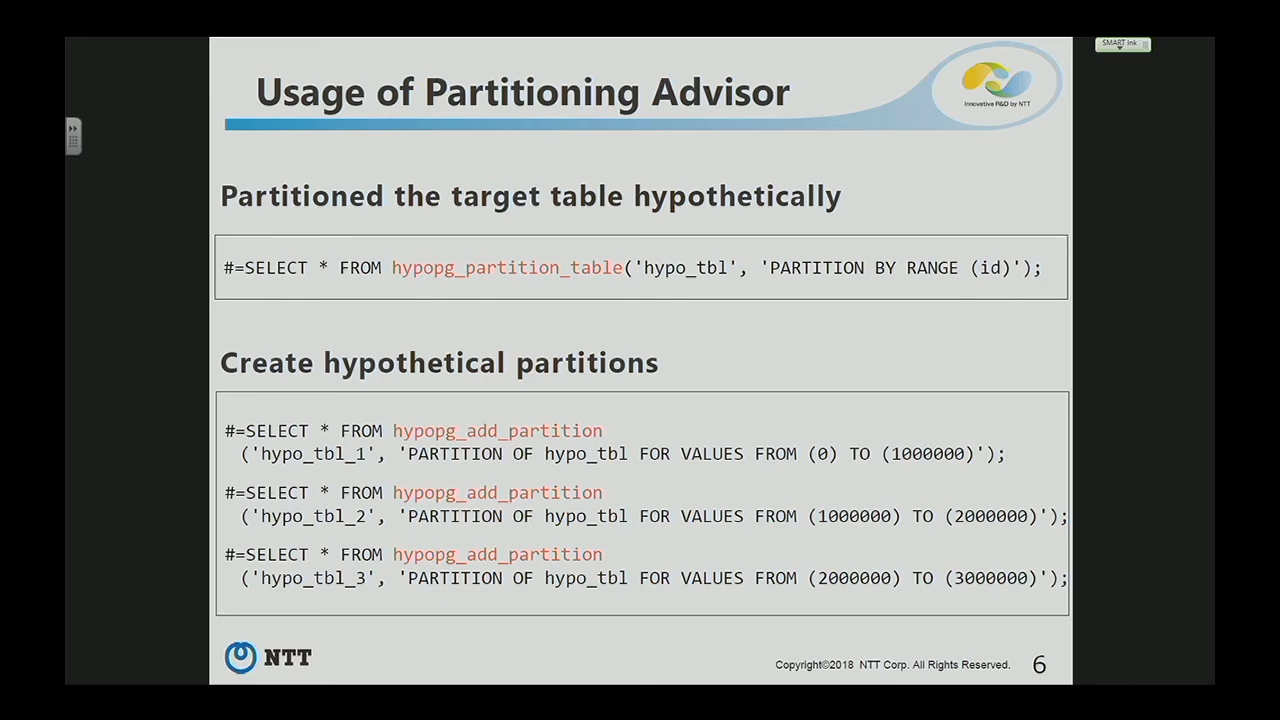 SMART Ink
Usage of Partitioning Advisor
Innovative R&D by NTT
Partitioned the target table hypothetically
#=SELECT * FROM hypopg_partition_table('hypo_tbl', 'PARTITION BY RANGE (id)');
Create hypothetical partitions
#=SELECT * FROM hypopg_add_partition
('hypo_tbl_1', 'PARTITION OF hypo_tbl FOR VALUES FROM (0) TO (1000000)');
#=SELECT * FROM hypopg_add_partition
('hypo_tbl_2', 'PARTITION OF hypo_tbl FOR VALUES FROM (1000000) TO (2000000)');
#=SELECT * FROM hypopg_add_partition
('hypo_tbl_3', 'PARTITION OF hypo_tbl FOR VALUES FROM (2000000) TO (3000000)');
NTT
Copyright©2018 NTT Corp. All Rights Reserved.
6